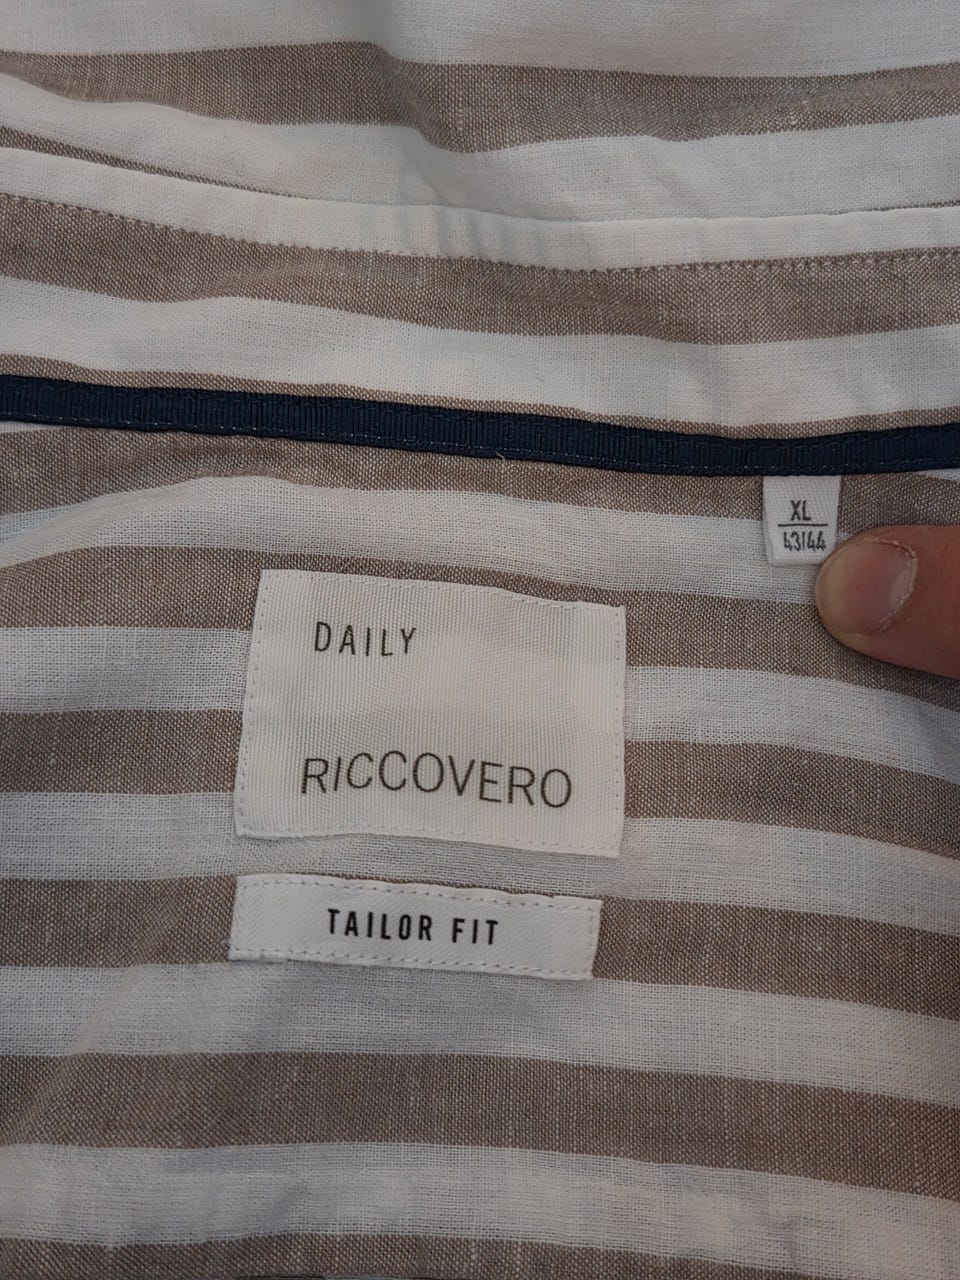 XL
43/44
DAILY
RICCOVERO
TAILOR FIT